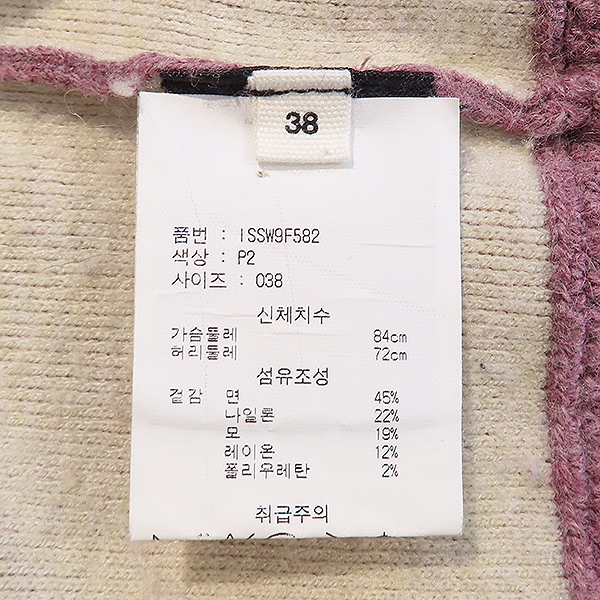 38
품번 : ISSW9F582
색상 : P2
사이즈 : 038
신체치수
가슴둘레 84cm
허리둘레 72cm
섬유조성
겉감 면 45%
나일론 22%
모 19%
레이온 12%
폴리우레탄 2%
취급주의